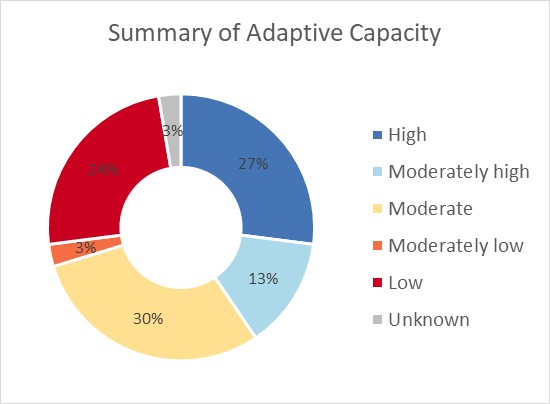 Summary of Adaptive Capacity
3%
27%
24%
3%
13%
30%
High
Moderately high
Moderate
Moderately low
Low
Unknown